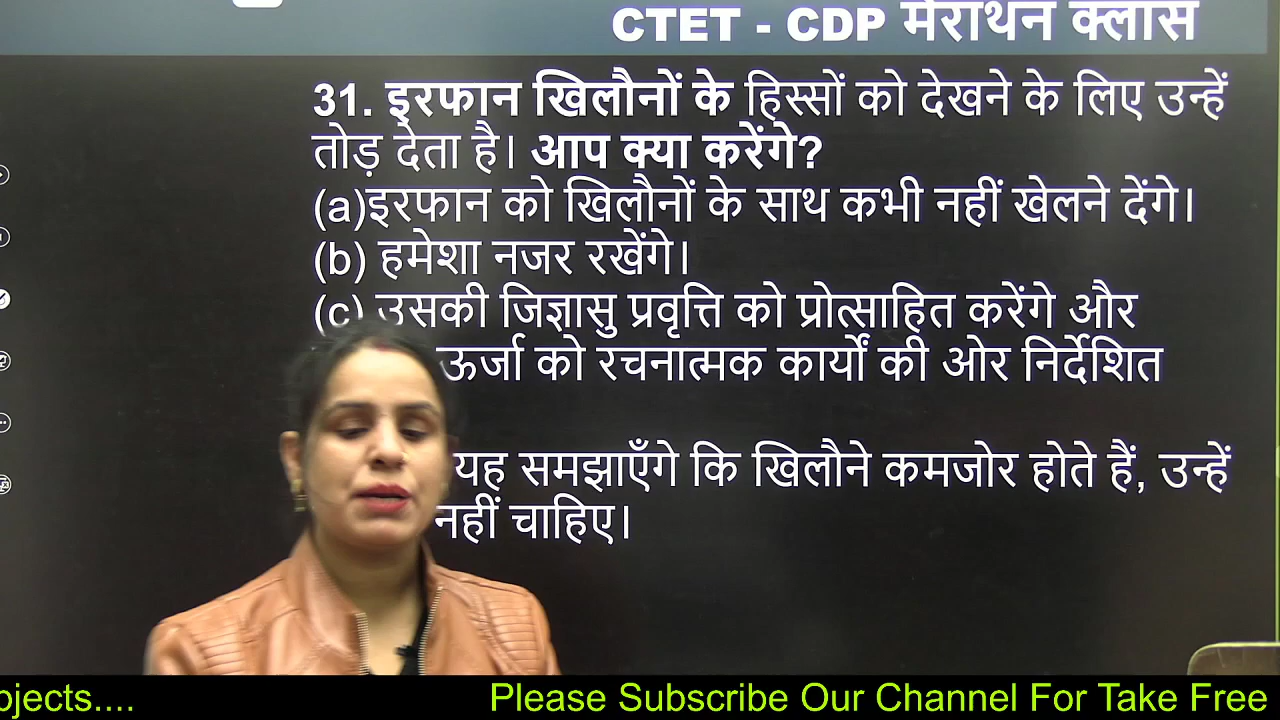 CTET - CDP मैराथन क्लास
31. इरफान खिलौनों के हिस्सों को देखने के लिए उन्हें
तोड़ देता है। आप क्या करेंगे?
(a)इरफान को खिलौनों के साथ कभी नहीं खेलने देंगे।
(b) हमेशा नजर रखेंगे।
(c) उसकी जिज्ञासु प्रवृत्ति को प्रोत्साहित करेंगे और
ऊर्जा को रचनात्मक कार्यों की ओर निर्देशित
यह समझाएँगे कि खिलौने कमजोर होते हैं, उन्हें
नहीं चाहिए।
bjects.... Please Subscribe Our Channel For Take Free